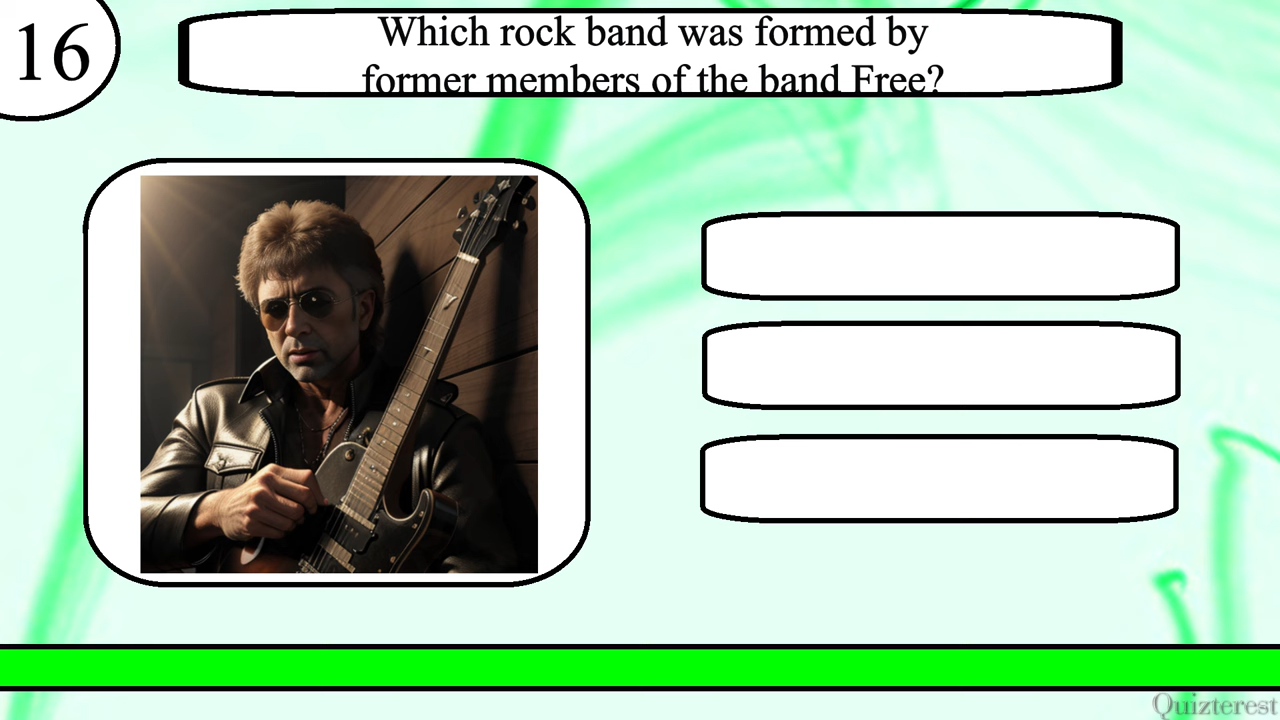 16
Which rock band was formed by
former members of the band Free?
Quizterest